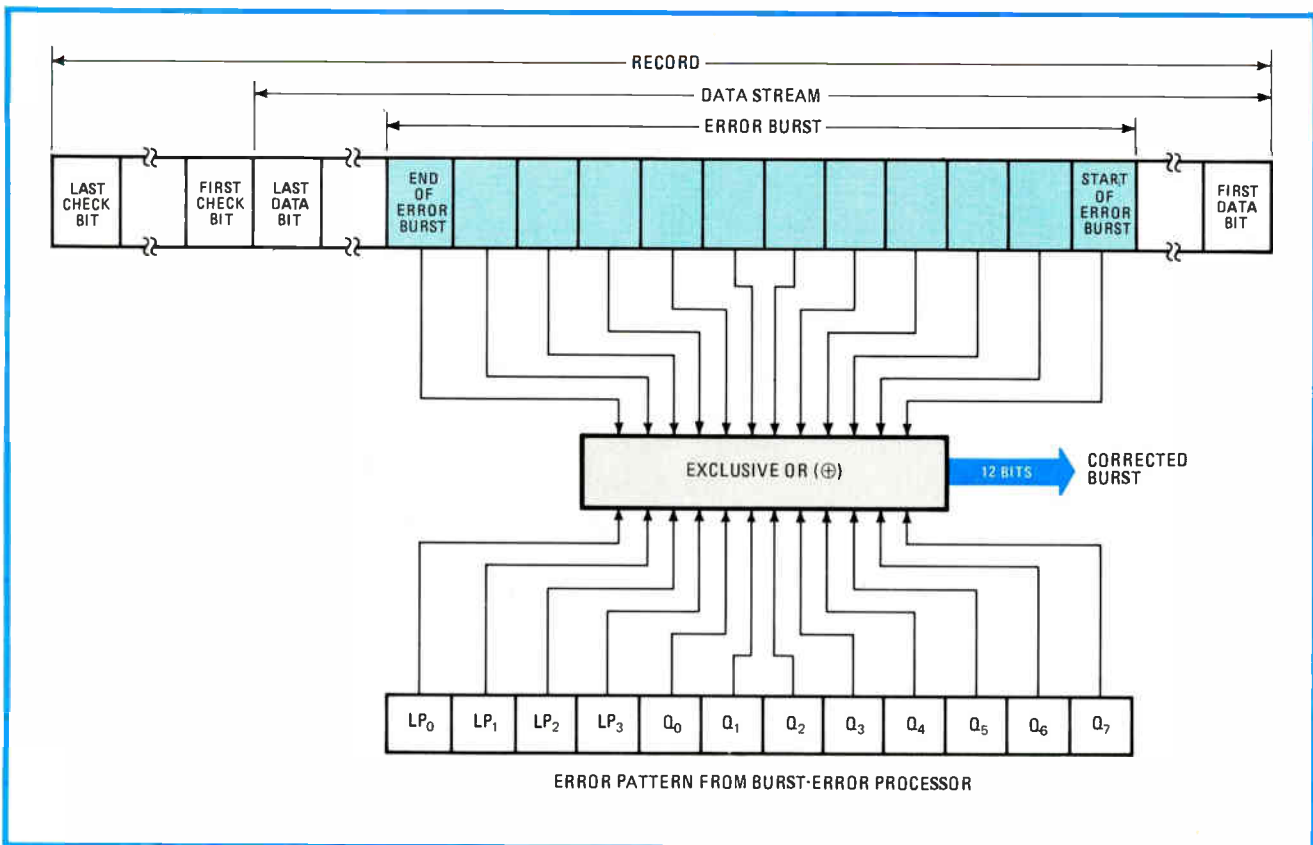 RECORD
DATA STREAM
ERROR BURST
LAST
CHECK
BIT
FIRST
CHECK
BIT
LAST
DATA
BIT
END
OF
ERROR
BURST
START
OF
ERROR
BURST
FIRST
DATA
BIT
EXCLUSIVE OR (⊕)
12 BITS
CORRECTED
BURST
LP₀ LP₁ LP₂ LP₃ Q₀ Q₁ Q₂ Q₃ Q₄ Q₅ Q₆ Q₇
ERROR PATTERN FROM BURST-ERROR PROCESSOR